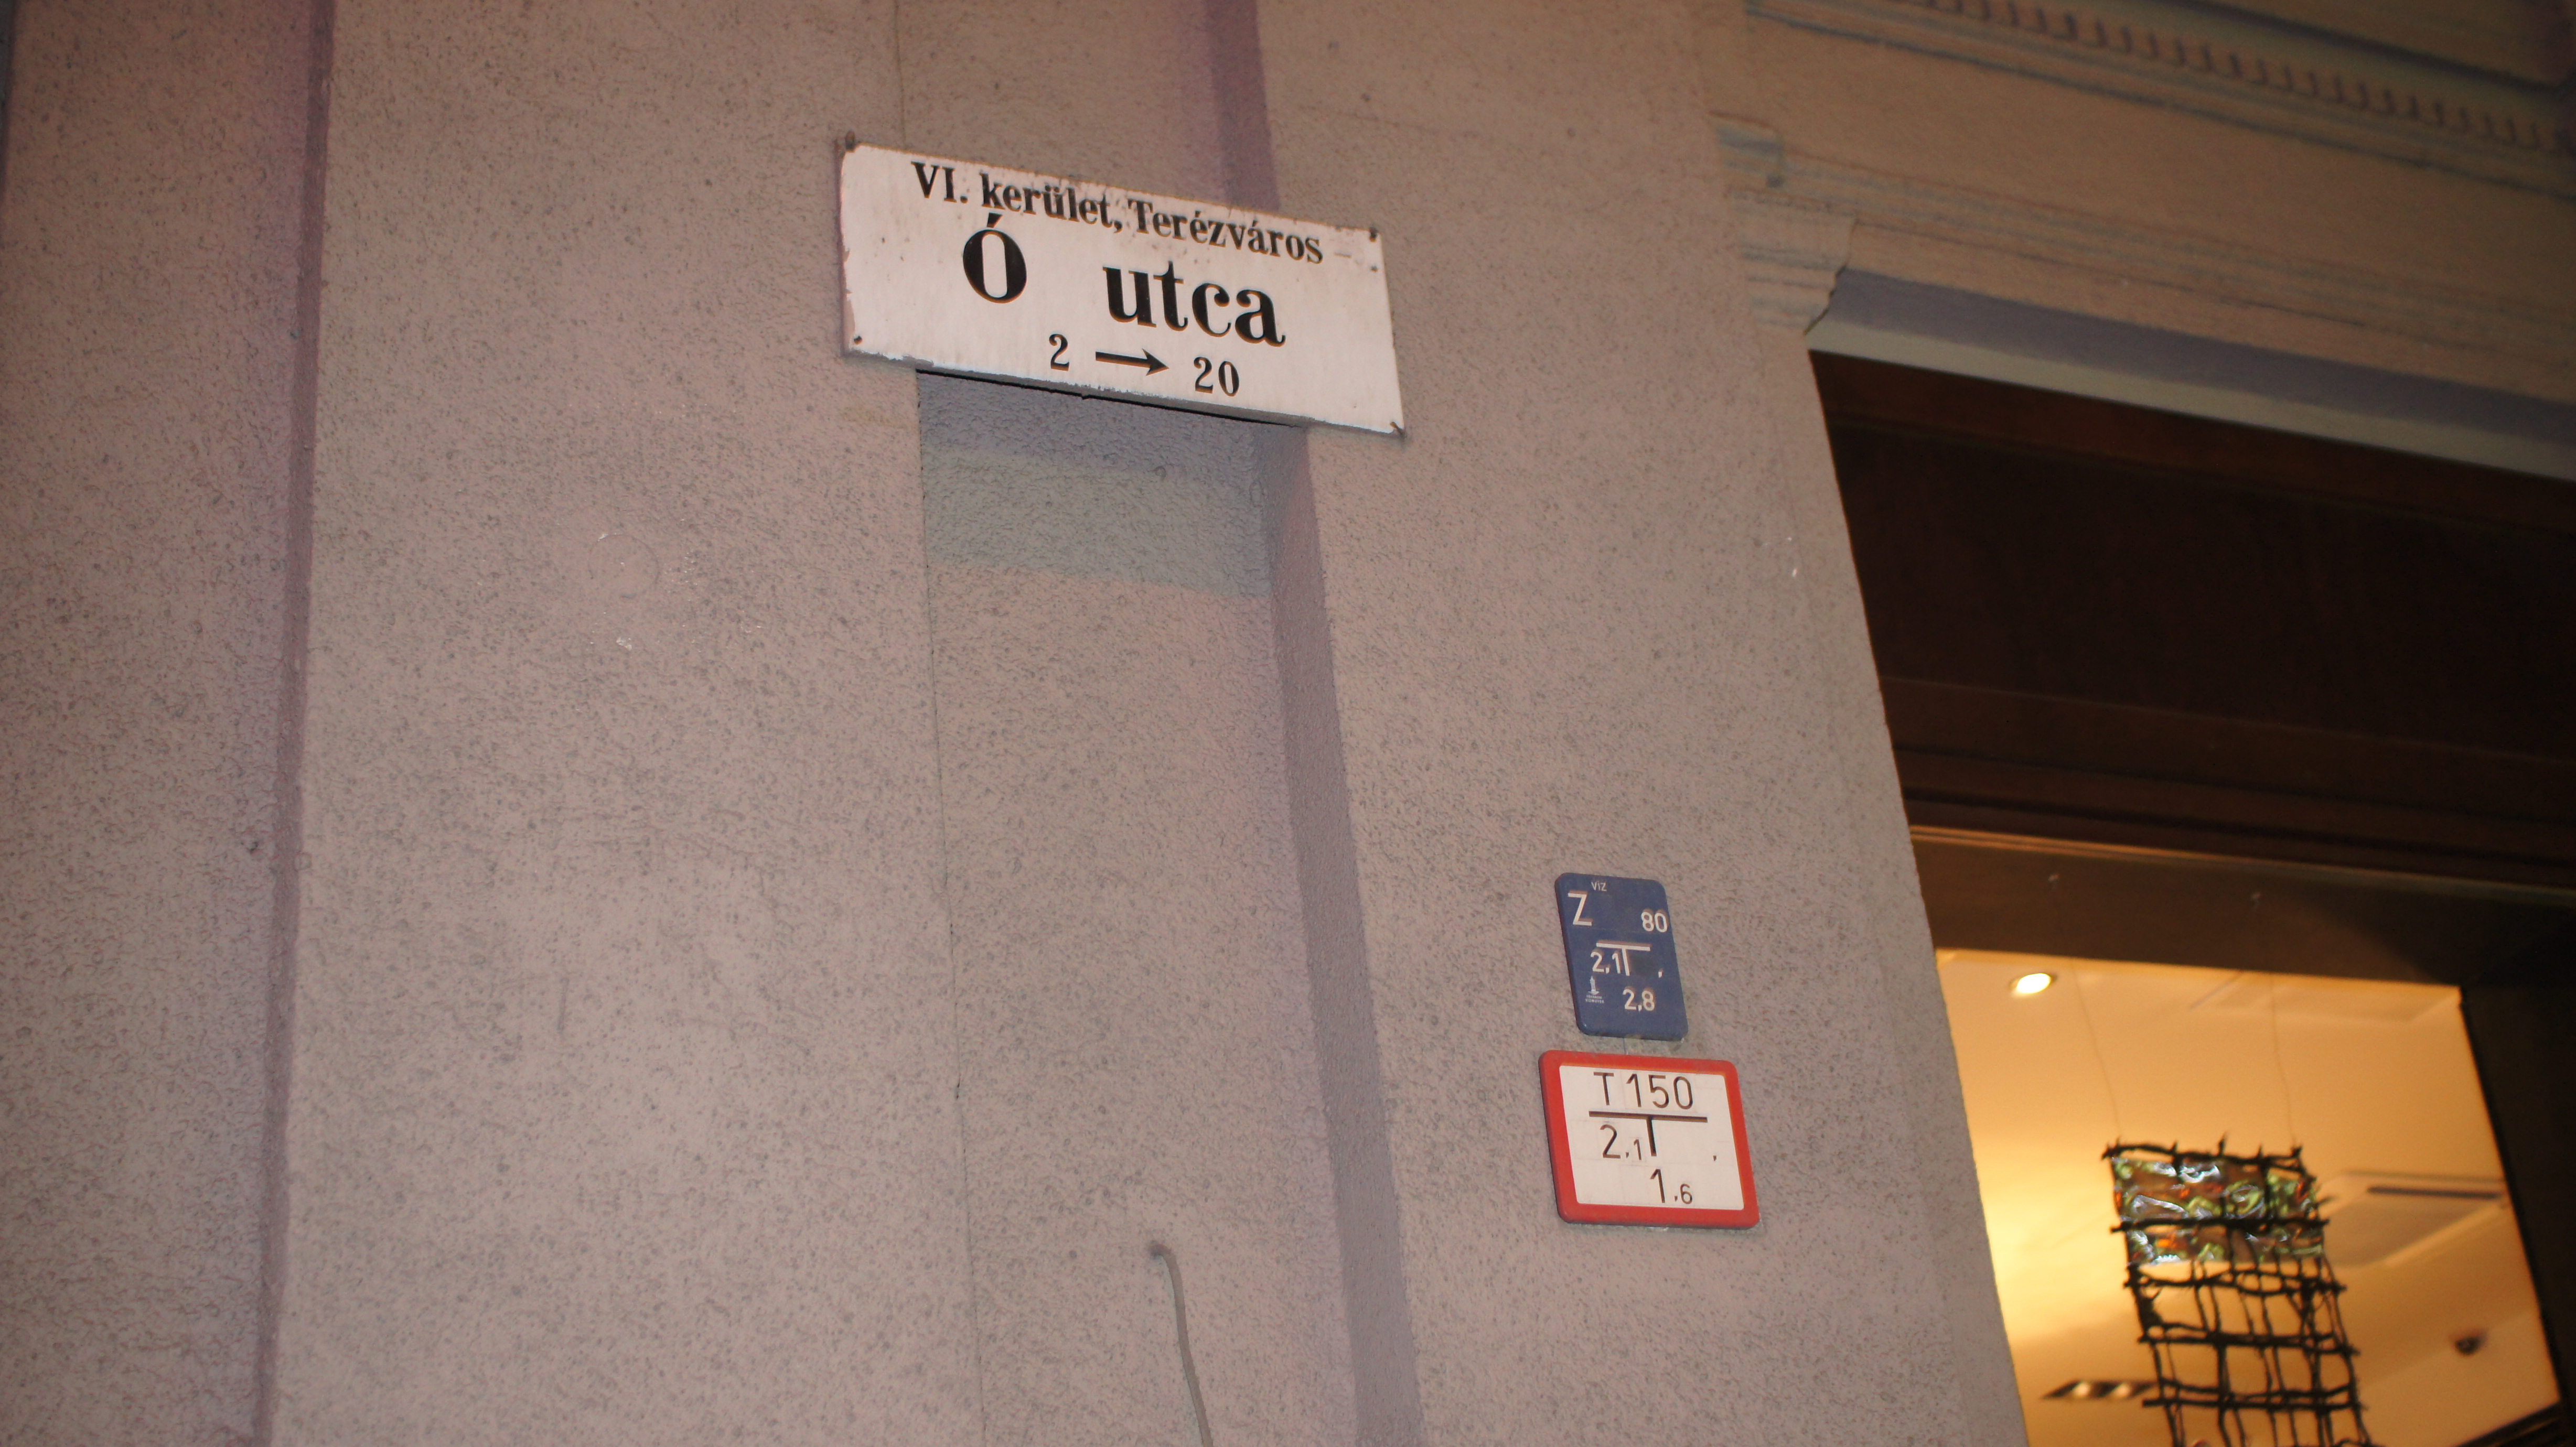 VI. kerület, Terézváros
Ó utca
2 → 20
VÍZ
Z 80
2,1 ,
2,8
T 150
2,1 ,
1,6